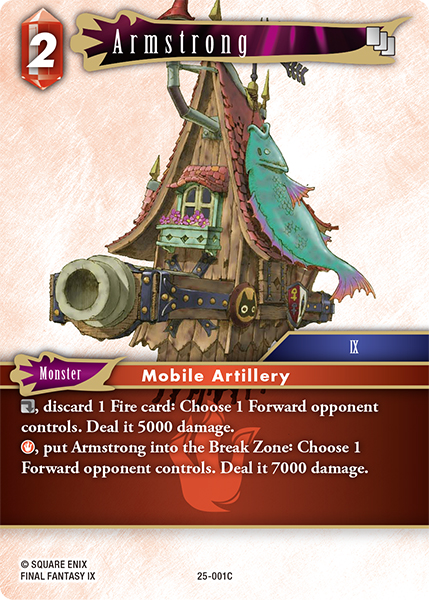 2
Armstrong
IX
Monster
Mobile Artillery
, discard 1 Fire card: Choose 1 Forward opponent
controls. Deal it 5000 damage.
, put Armstrong into the Break Zone: Choose 1
Forward opponent controls. Deal it 7000 damage.
© SQUARE ENIX
FINAL FANTASY IX
25-001C